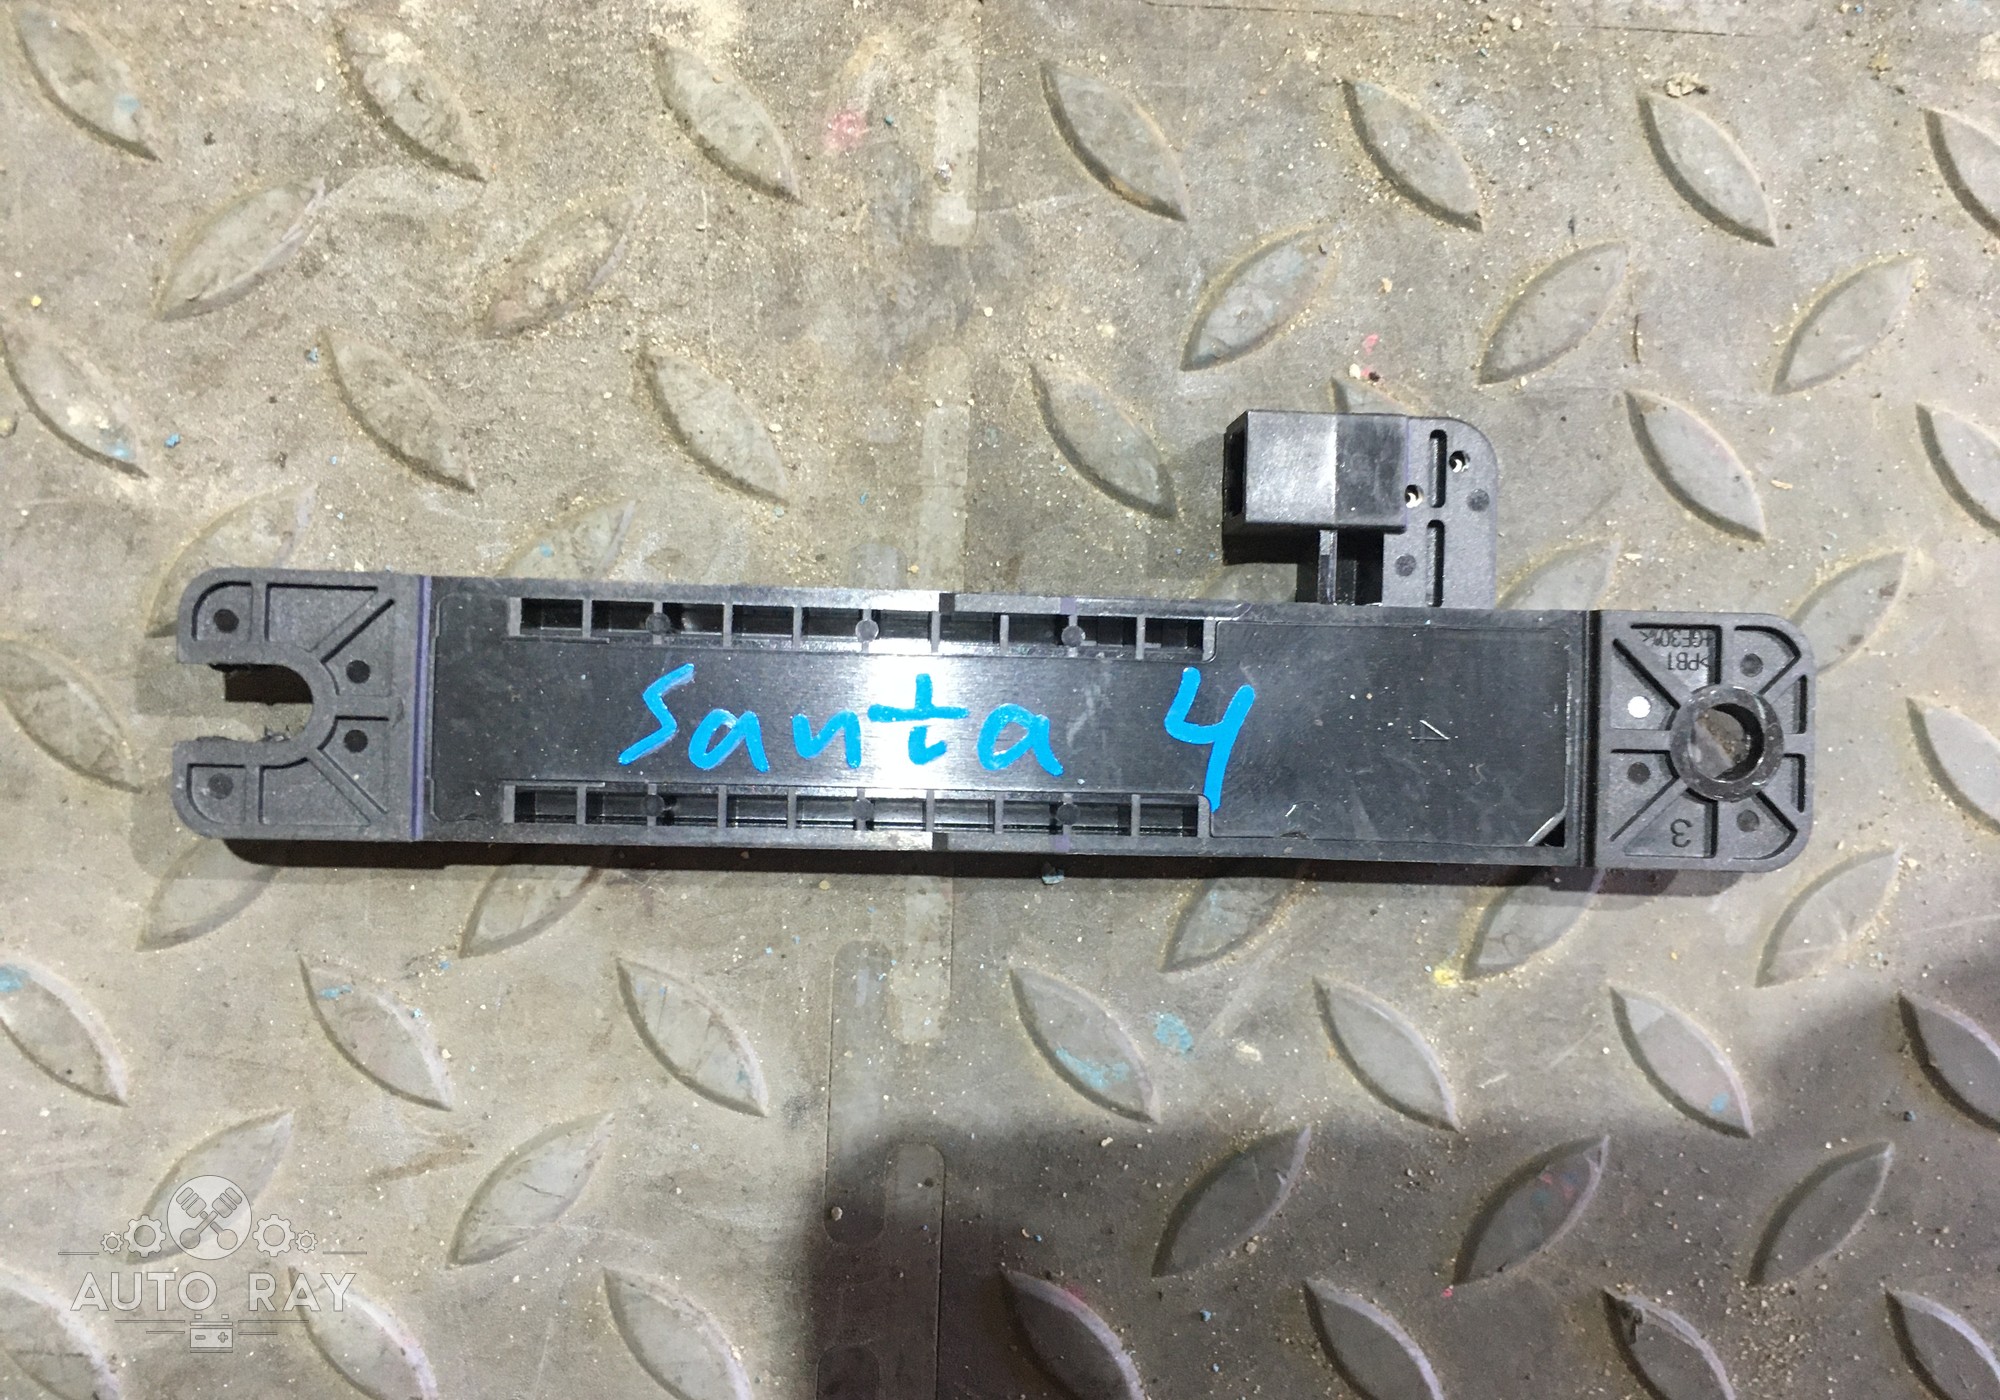 Santa 4
>PBT
+GF30%<
3
AUTO RAY